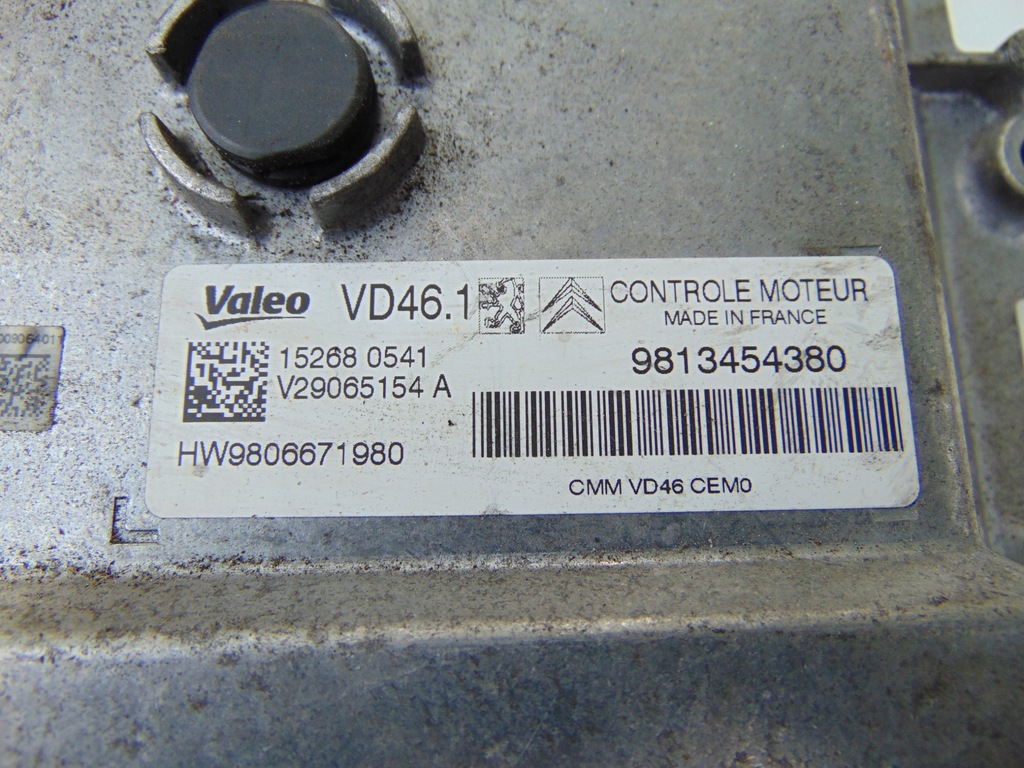 Valeo VD46.1 CONTROLE MOTEUR
MADE IN FRANCE
15268 0541
V29065154 A
9813454380
HW9806671980
CMM VD46 CEM0